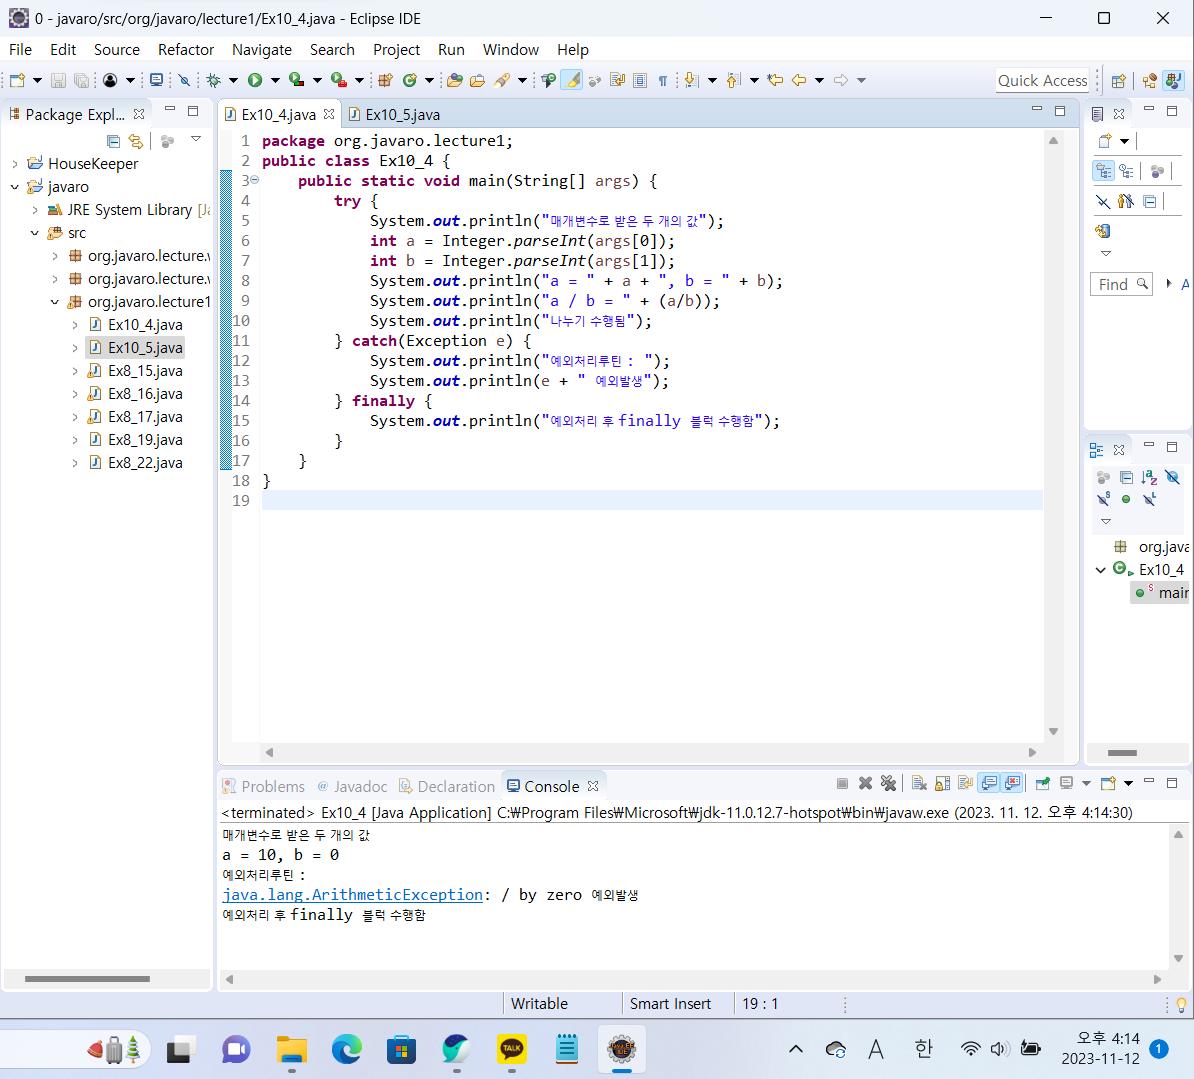 0 - javaro/src/org/javaro/lecture1/Ex10_4.java - Eclipse IDE
File Edit Source Refactor Navigate Search Project Run Window Help
Quick Access
Package Expl...
HouseKeeper
javaro
JRE System Library [Ja
src
org.javaro.lecture.
org.javaro.lecture.
org.javaro.lecture1
Ex10_4.java
Ex10_5.java
Ex8_15.java
Ex8_16.java
Ex8_17.java
Ex8_19.java
Ex8_22.java
Ex10_4.java Ex10_5.java
1 package org.javaro.lecture1;
2 public class Ex10_4 {
3 public static void main(String[] args) {
4 try {
5 System.out.println("매개변수로 받은 두 개의 값");
6 int a = Integer.parseInt(args[0]);
7 int b = Integer.parseInt(args[1]);
8 System.out.println("a = " + a + ", b = " + b);
9 System.out.println("a / b = " + (a/b));
10 System.out.println("나누기 수행됨");
11 } catch(Exception e) {
12 System.out.println("예외처리루틴 : ");
13 System.out.println(e + " 예외발생");
14 } finally {
15 System.out.println("예외처리 후 finally 블럭 수행함");
16 }
17 }
18 }
19
Find A
org.java
Ex10_4
main
Problems @ Javadoc Declaration Console
<terminated> Ex10_4 [Java Application] C:₩Program Files₩Microsoft₩jdk-11.0.12.7-hotspot₩bin₩javaw.exe (2023. 11. 12. 오후 4:14:30)
매개변수로 받은 두 개의 값
a = 10, b = 0
예외처리루틴 :
java.lang.ArithmeticException: / by zero 예외발생
예외처리 후 finally 블럭 수행함
Writable Smart Insert 19 : 1
TALK
A 한
오후 4:14
2023-11-12
1